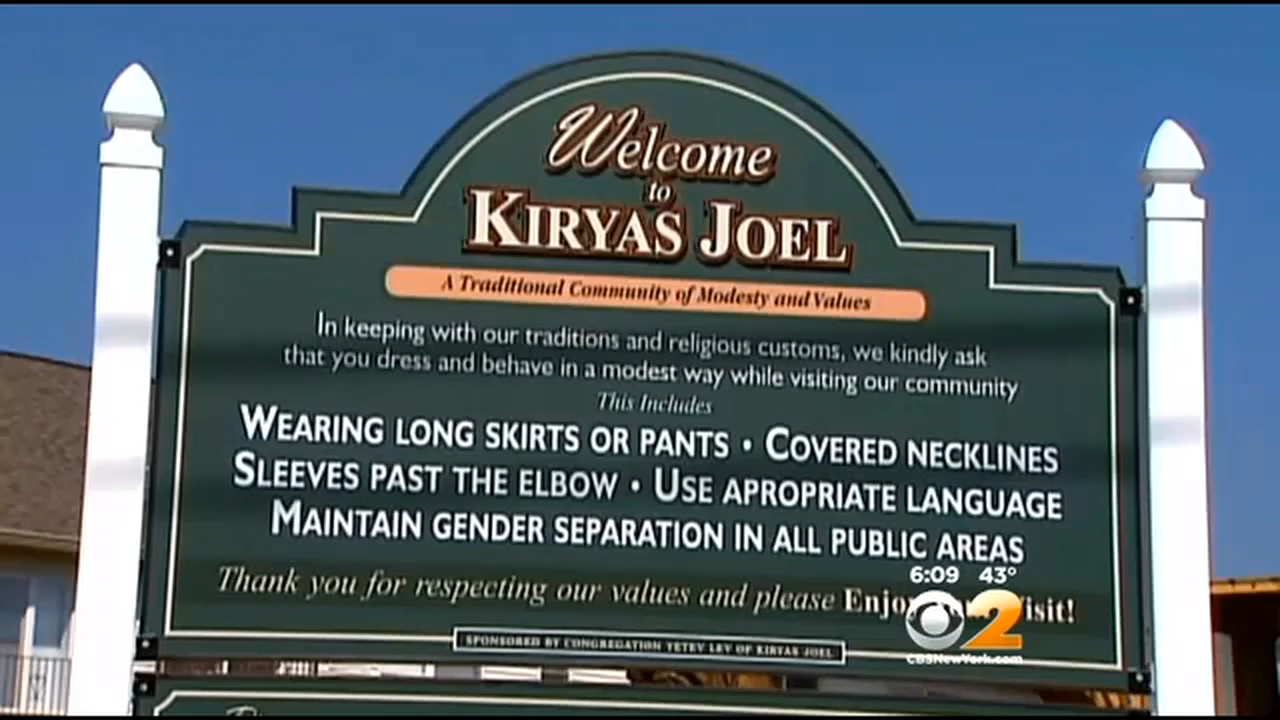 Welcome
to
KIRYAS JOEL
A Traditional Community of Modesty and Values
In keeping with our traditions and religious customs, we kindly ask
that you dress and behave in a modest way while visiting our community
This Includes
WEARING LONG SKIRTS OR PANTS • COVERED NECKLINES
SLEEVES PAST THE ELBOW • USE APROPRIATE LANGUAGE
MAINTAIN GENDER SEPARATION IN ALL PUBLIC AREAS
Thank you for respecting our values and please
SPONSORED BY CONGREGATION YETEV LEV OF KIRYAS JOEL
6:09 43°
2
CBSNewYork.com